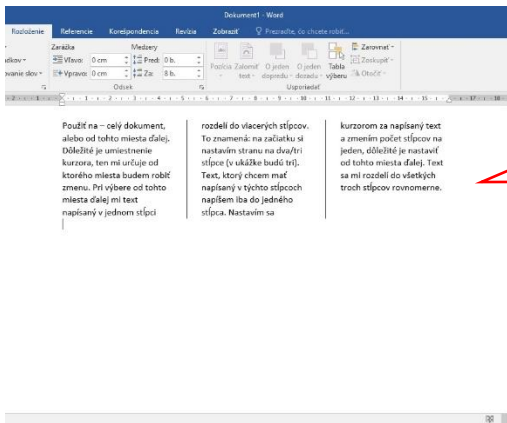 Dokument1 - Word
Rozloženie Referencie Korešpondencia Revízia Zobraziť Prezraďte, čo chcete robiť...
Zarážka Medzery
Vľavo: 0 cm Pred: 0 b.
Vpravo: 0 cm Za: 8 b.
Zarovnať
Zoskupiť
Otočiť
Pozícia Zalomiť text O jeden dopredu O jeden dozadu Tabla výberu
Odsek Usporiadať
Použiť na – celý dokument,
alebo od tohto miesta ďalej.
Dôležité je umiestnenie
kurzora, ten mi určuje od
ktorého miesta budem robiť
zmenu. Pri výbere od tohto
miesta ďalej mi text
napísaný v jednom stĺpci
rozdelí do viacerých stĺpcov.
To znamená: na začiatku si
nastavím stranu na dva/tri
stĺpce (v ukážke budú tri).
Text, ktorý chcem mať
napísaný v týchto stĺpcoch
napíšem iba do jedného
stĺpca. Nastavím sa
kurzorom za napísaný text
a zmením počet stĺpcov na
jeden, dôležité je nastaviť
od tohto miesta ďalej. Text
sa mi rozdelí do všetkých
troch stĺpcov rovnomerne.